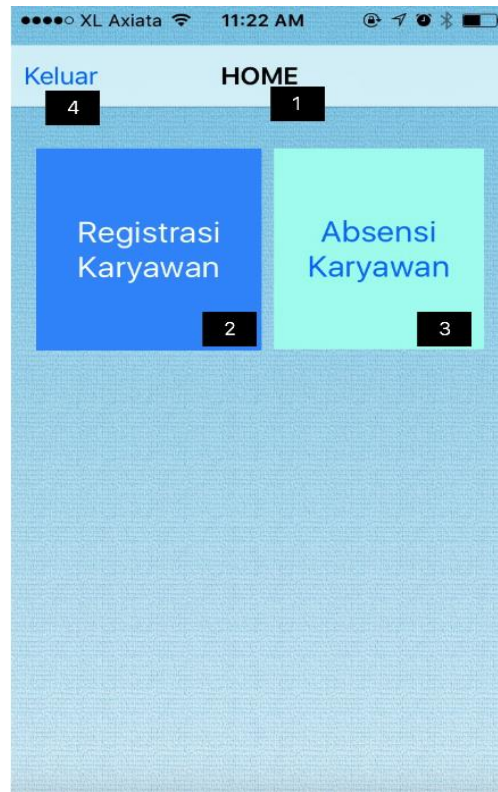 XL Axiata 11:22 AM
Keluar HOME
4 1
Registrasi
Karyawan
2
Absensi
Karyawan
3